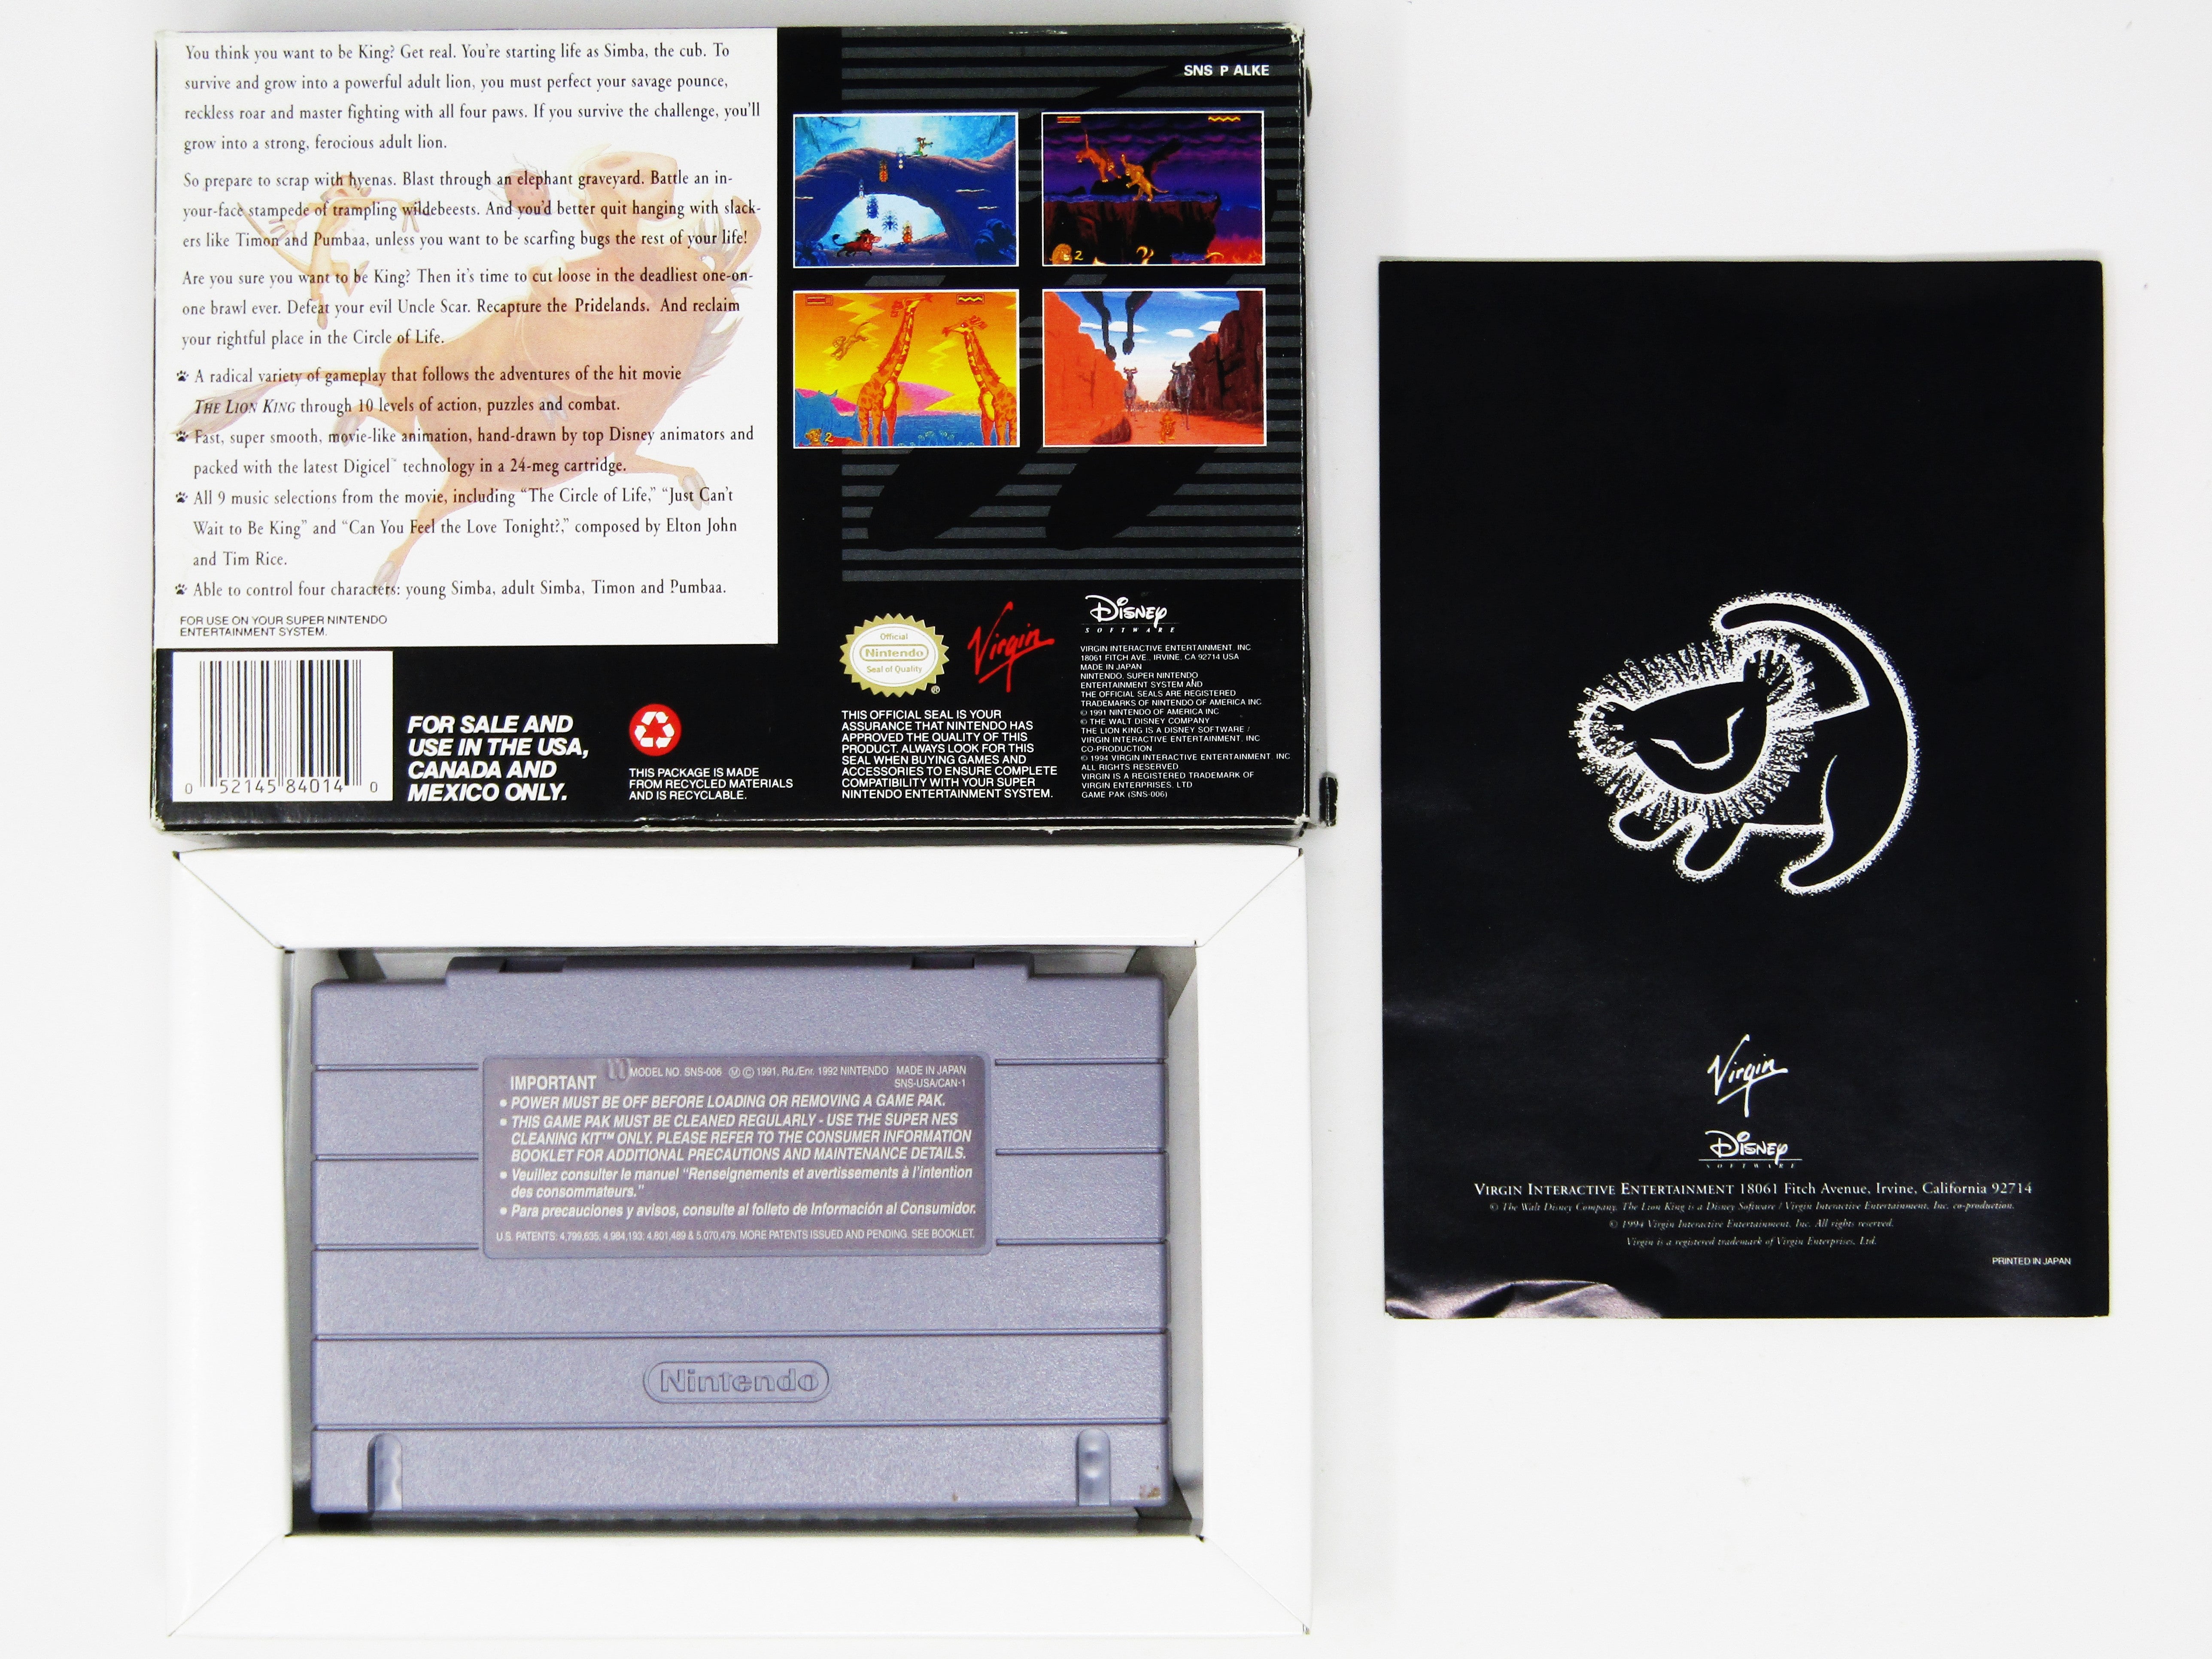 You think you want to be King? Get real. You're starting life as Simba, the cub. To
survive and grow into a powerful adult lion, you must perfect your savage pounce,
reckless roar and master fighting with all four paws. If you survive the challenge, you'll
grow into a strong, ferocious adult lion.
So prepare to scrap with hyenas. Blast through an elephant graveyard. Battle an in-
your-face stampede of trampling wildebeests. And you'd better quit hanging with slack-
ers like Timon and Pumbaa, unless you want to be scarfing bugs the rest of your life!
Are you sure you want to be King? Then it's time to cut loose in the deadliest one-on-
one brawl ever. Defeat your evil Uncle Scar. Recapture the Pridelands. And reclaim
your rightful place in the Circle of Life.
A radical variety of gameplay that follows the adventures of the hit movie
THE LION KING through 10 levels of action, puzzles and combat.
Fast, super smooth, movie-like animation, hand-drawn by top Disney animators and
packed with the latest Digicel™ technology in a 24-meg cartridge.
All 9 music selections from the movie, including "The Circle of Life," "Just Can't
Wait to Be King" and "Can You Feel the Love Tonight?," composed by Elton John
and Tim Rice.
Able to control four characters: young Simba, adult Simba, Timon and Pumbaa.
FOR USE ON YOUR SUPER NINTENDO
ENTERTAINMENT SYSTEM.
0 52145 84014 0
FOR SALE AND
USE IN THE USA,
CANADA AND
MEXICO ONLY.
THIS PACKAGE IS MADE
FROM RECYCLED MATERIALS
AND IS RECYCLABLE.
SNS P ALKE
2
2
Official
Nintendo
Seal of Quality
®
Virgin
DISNEY
SOFTWARE
THIS OFFICIAL SEAL IS YOUR
ASSURANCE THAT NINTENDO HAS
APPROVED THE QUALITY OF THIS
PRODUCT. ALWAYS LOOK FOR THIS
SEAL WHEN BUYING GAMES AND
ACCESSORIES TO ENSURE COMPLETE
COMPATIBILITY WITH YOUR SUPER
NINTENDO ENTERTAINMENT SYSTEM.
VIRGIN INTERACTIVE ENTERTAINMENT, INC
18061 FITCH AVE., IRVINE, CA 92714 USA
MADE IN JAPAN
NINTENDO, SUPER NINTENDO
ENTERTAINMENT SYSTEM AND
THE OFFICIAL SEALS ARE REGISTERED
TRADEMARKS OF NINTENDO OF AMERICA INC
© 1991 NINTENDO OF AMERICA INC
© THE WALT DISNEY COMPANY
THE LION KING IS A DISNEY SOFTWARE /
VIRGIN INTERACTIVE ENTERTAINMENT, INC
CO-PRODUCTION
© 1994 VIRGIN INTERACTIVE ENTERTAINMENT, INC
ALL RIGHTS RESERVED
VIRGIN IS A REGISTERED TRADEMARK OF
VIRGIN ENTERPRISES, LTD
GAME PAK (SNS-006)
IMPORTANT
MODEL NO. SNS-006 Ⓜ © 1991, Rd./Enr. 1992 NINTENDO MADE IN JAPAN
SNS-USA/CAN-1
• POWER MUST BE OFF BEFORE LOADING OR REMOVING A GAME PAK.
• THIS GAME PAK MUST BE CLEANED REGULARLY - USE THE SUPER NES
CLEANING KIT™ ONLY. PLEASE REFER TO THE CONSUMER INFORMATION
BOOKLET FOR ADDITIONAL PRECAUTIONS AND MAINTENANCE DETAILS.
• Veuillez consulter le manuel "Renseignements et avertissements à l'intention
des consommateurs."
• Para precauciones y avisos, consulte al folleto de Información al Consumidor.
U.S. PATENTS: 4,799,635; 4,984,193; 4,801,489 & 5,070,479. MORE PATENTS ISSUED AND PENDING. SEE BOOKLET.
Nintendo
Virgin
DISNEY
SOFTWARE
VIRGIN INTERACTIVE ENTERTAINMENT 18061 Fitch Avenue, Irvine, California 92714
© The Walt Disney Company. The Lion King is a Disney Software / Virgin Interactive Entertainment, Inc. co-production.
© 1994 Virgin Interactive Entertainment, Inc. All rights reserved.
Virgin is a registered trademark of Virgin Enterprises, Ltd.
PRINTED IN JAPAN